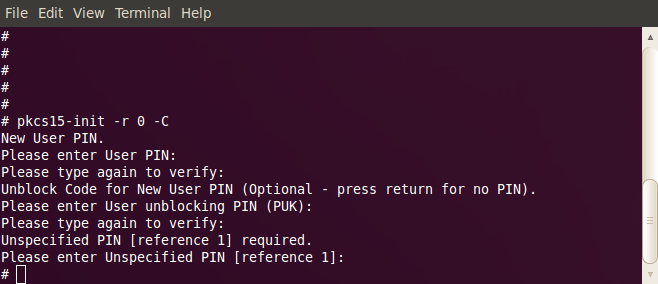 File Edit View Terminal Help
#
#
#
#
#
# pkcs15-init -r 0 -C
New User PIN.
Please enter User PIN:
Please type again to verify:
Unblock Code for New User PIN (Optional - press return for no PIN).
Please enter User unblocking PIN (PUK):
Please type again to verify:
Unspecified PIN [reference 1] required.
Please enter Unspecified PIN [reference 1]:
#